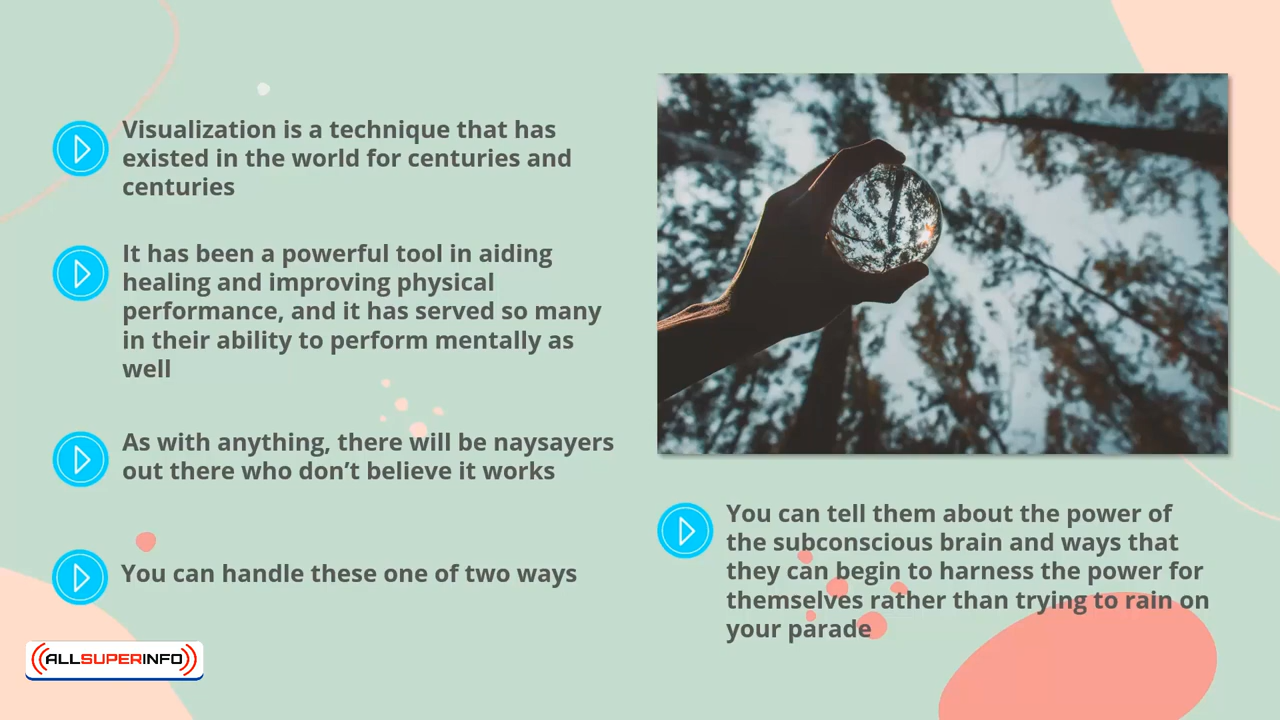 Visualization is a technique that has
existed in the world for centuries and
centuries
It has been a powerful tool in aiding
healing and improving physical
performance, and it has served so many
in their ability to perform mentally as
well
As with anything, there will be naysayers
out there who don’t believe it works
You can handle these one of two ways
You can tell them about the power of
the subconscious brain and ways that
they can begin to harness the power for
themselves rather than trying to rain on
your parade
ALLSUPERINFO